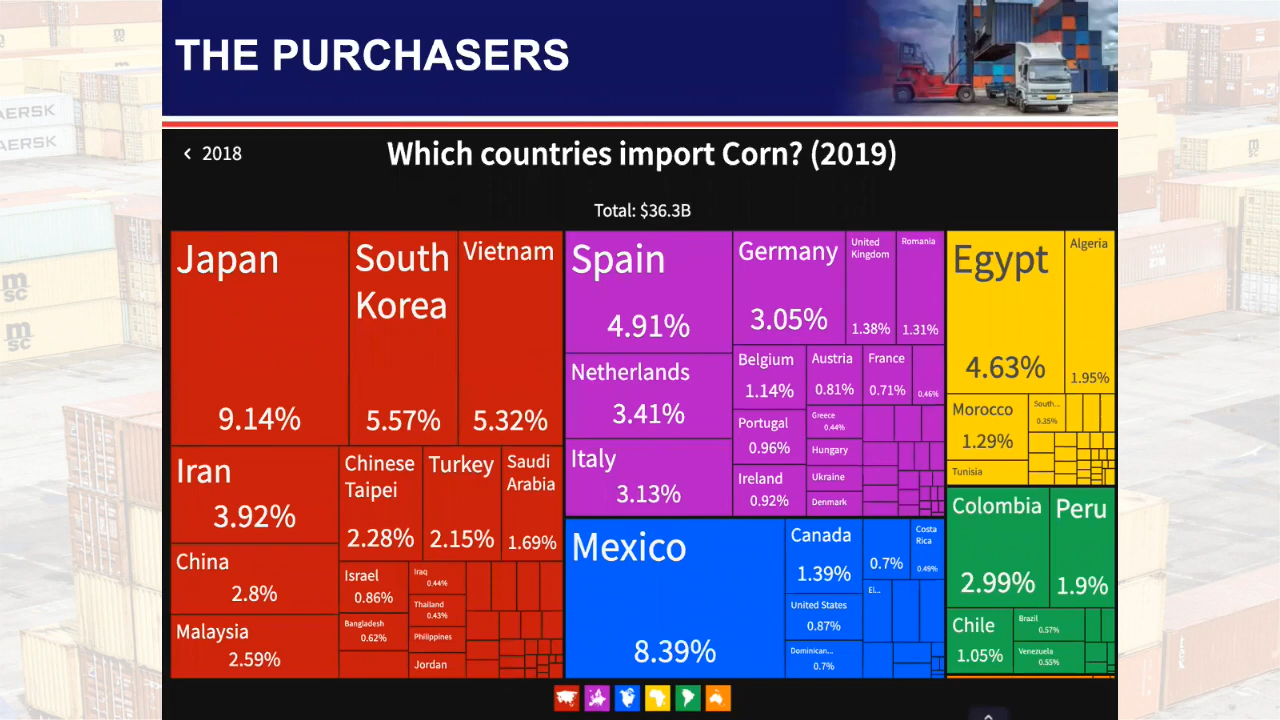 THE PURCHASERS
‹ 2018
Which countries import Corn? (2019)
Total: $36.3B
Japan
9.14%
South
Korea
5.57%
Vietnam
5.32%
Iran
3.92%
China
2.8%
Malaysia
2.59%
Chinese
Taipei
2.28%
Turkey
2.15%
Saudi
Arabia
1.69%
Israel
0.86%
Bangladesh
0.62%
Iraq
0.44%
Thailand
0.43%
Philippines
Jordan
Spain
4.91%
Netherlands
3.41%
Italy
3.13%
Germany
3.05%
United
Kingdom
1.38%
Romania
1.31%
Belgium
1.14%
Austria
0.81%
France
0.71%
0.46%
Portugal
0.96%
Ireland
0.92%
Greece
0.44%
Hungary
Ukraine
Denmark
Mexico
8.39%
Canada
1.39%
United States
0.87%
Dominican...
0.7%
0.7%
Costa
Rica
0.49%
El...
Egypt
4.63%
Algeria
1.95%
Morocco
1.29%
Tunisia
South...
0.35%
Colombia
2.99%
Peru
1.9%
Chile
1.05%
Brazil
0.57%
Venezuela
0.55%
AERSK
AERSK
msc
msc